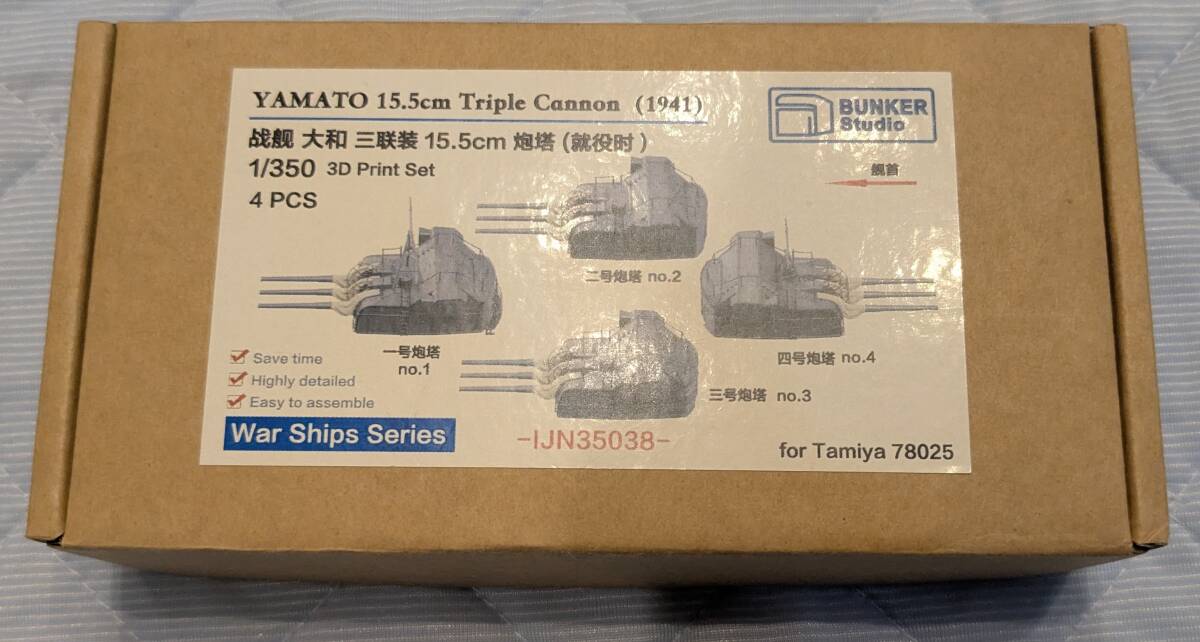 YAMATO 15.5cm Triple Cannon (1941)
BUNKER
Studio
战舰 大和 三联装 15.5cm 炮塔 (就役时)
1/350 3D Print Set
4 PCS
舰首
二号炮塔 no.2
一号炮塔
no.1
四号炮塔 no.4
三号炮塔 no.3
Save time
Highly detailed
Easy to assemble
War Ships Series
-IJN35038-
for Tamiya 78025